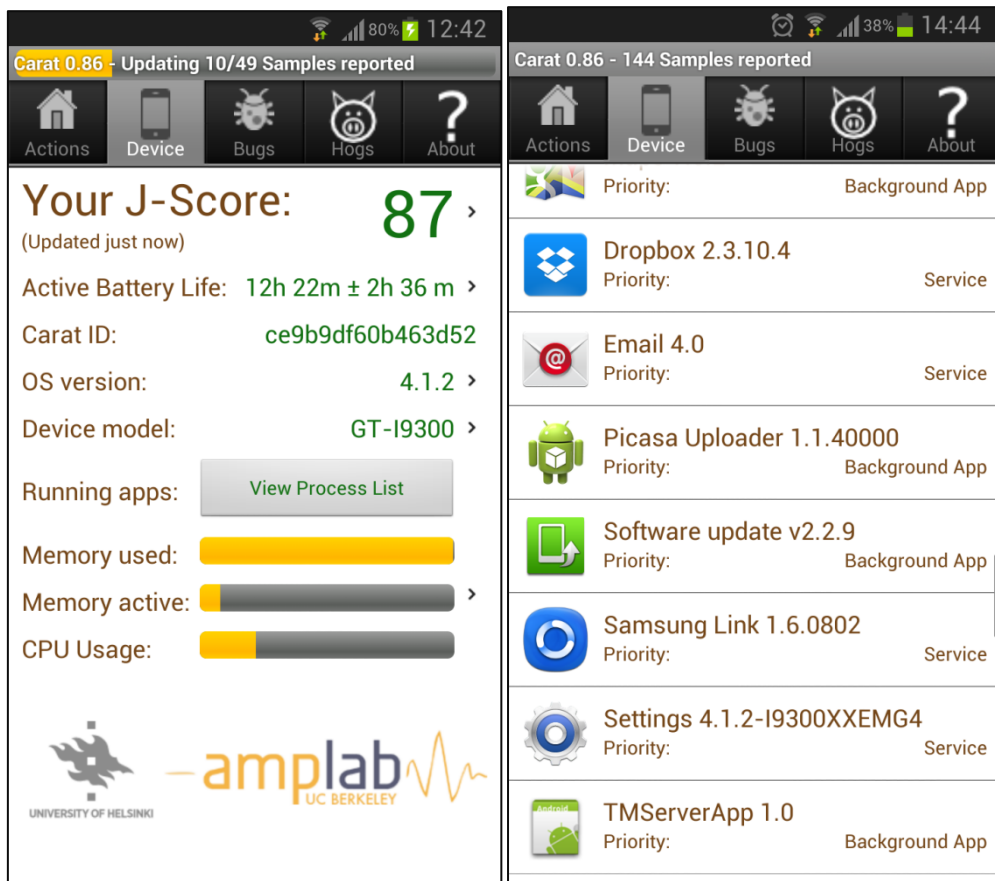 80% 12:42
Carat 0.86 - Updating 10/49 Samples reported
Actions Device Bugs Hogs About
Your J-Score: 87
(Updated just now)
Active Battery Life: 12h 22m ± 2h 36 m
Carat ID: ce9b9df60b463d52
OS version: 4.1.2
Device model: GT-I9300
Running apps: View Process List
Memory used:
Memory active:
CPU Usage:
UNIVERSITY OF HELSINKI
amplab
UC BERKELEY
38% 14:44
Carat 0.86 - 144 Samples reported
Actions Device Bugs Hogs About
Priority: Background App
Dropbox 2.3.10.4
Priority: Service
Email 4.0
Priority: Service
Picasa Uploader 1.1.40000
Priority: Background App
Software update v2.2.9
Priority: Background App
Samsung Link 1.6.0802
Priority: Service
Settings 4.1.2-I9300XXEMG4
Priority: Service
Android
TMServerApp 1.0
Priority: Background App